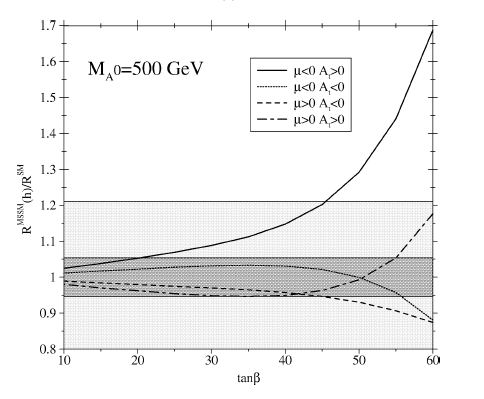 M_A0=500 GeV
μ<0 A_t>0
μ<0 A_t<0
μ>0 A_t<0
μ>0 A_t>0
R^MSSM(h)/R^SM
1.7
1.6
1.5
1.4
1.3
1.2
1.1
1
0.9
0.8
10 20 30 40 50 60
tanβ